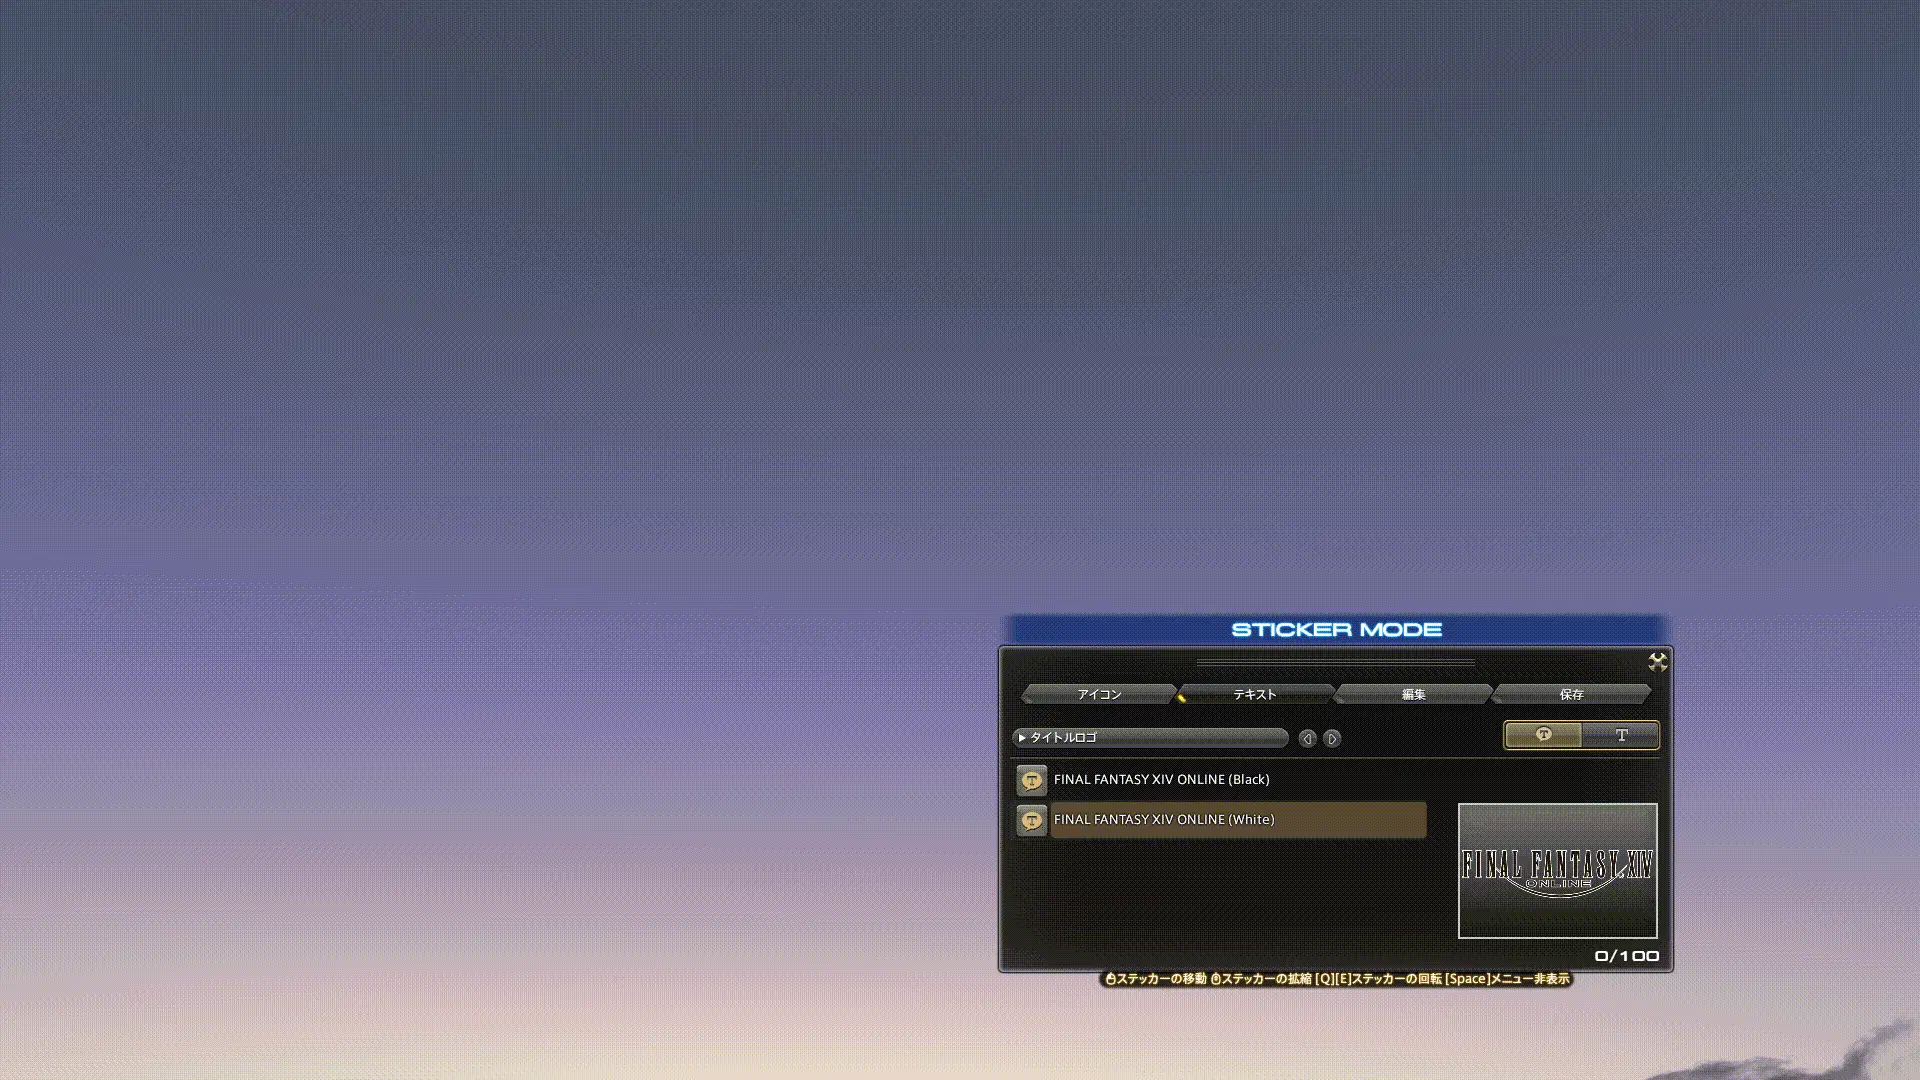 STICKER MODE
アイコン
テキスト
編集
保存
タイトルロゴ
T
T
T FINAL FANTASY XIV ONLINE (Black)
T FINAL FANTASY XIV ONLINE (White)
FINAL FANTASY XIV
ONLINE
0/100
ステッカーの移動 ステッカーの拡縮 [Q][E]ステッカーの回転 [Space]メニュー非表示